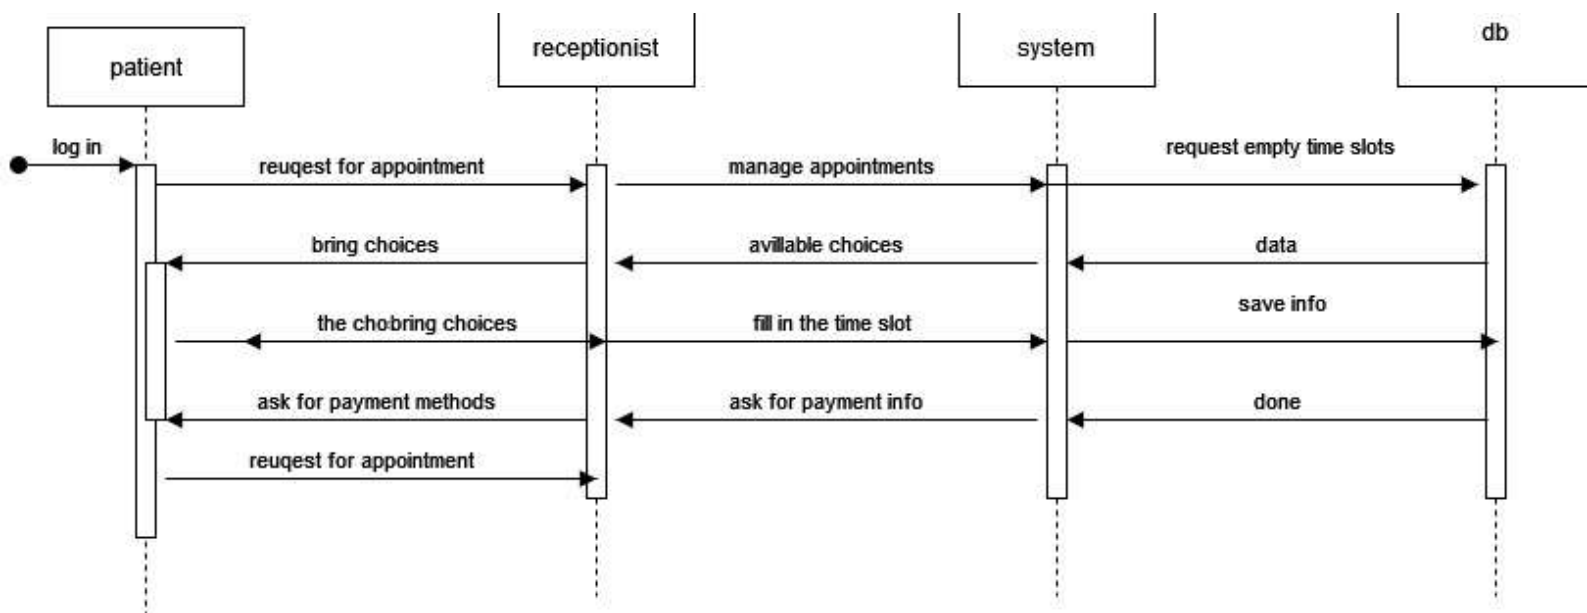 patient
receptionist
system
db
log in
reuqest for appointment
manage appointments
request empty time slots
bring choices
avillable choices
data
the cho:bring choices
fill in the time slot
save info
ask for payment methods
ask for payment info
done
reuqest for appointment